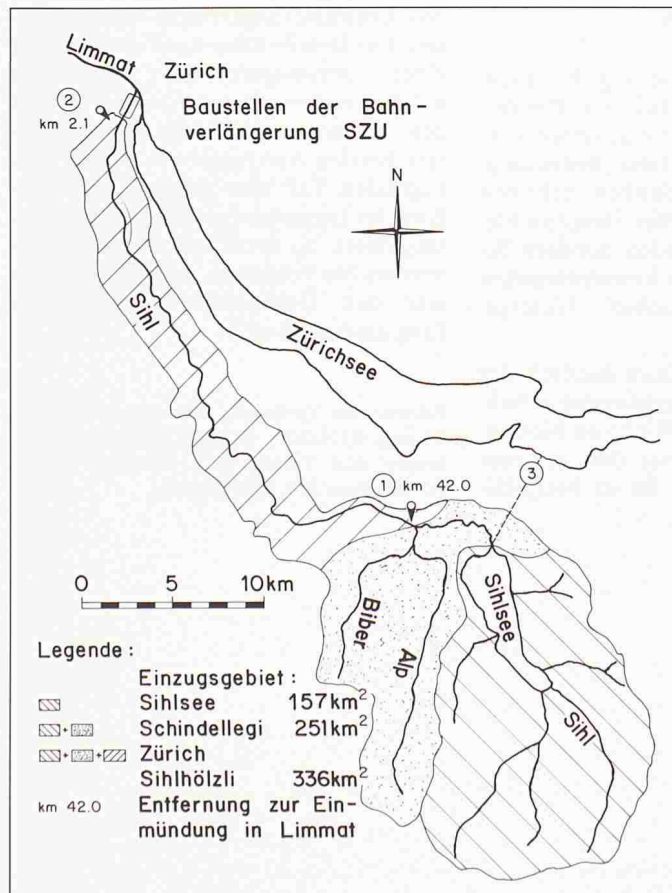 Limmat
Zürich
②
km 2.1
Baustellen der Bahn-
verlängerung SZU
N
Sihl
Zürichsee
① km 42.0
③
0 5 10km
Biber
Alp
Sihlsee
Sihl
Legende :
Einzugsgebiet :
Sihlsee 157km²
+ Schindellegi 251km²
+ + Zürich
Sihlhölzli 336km²
km 42.0 Entfernung zur Ein-
mündung in Limmat